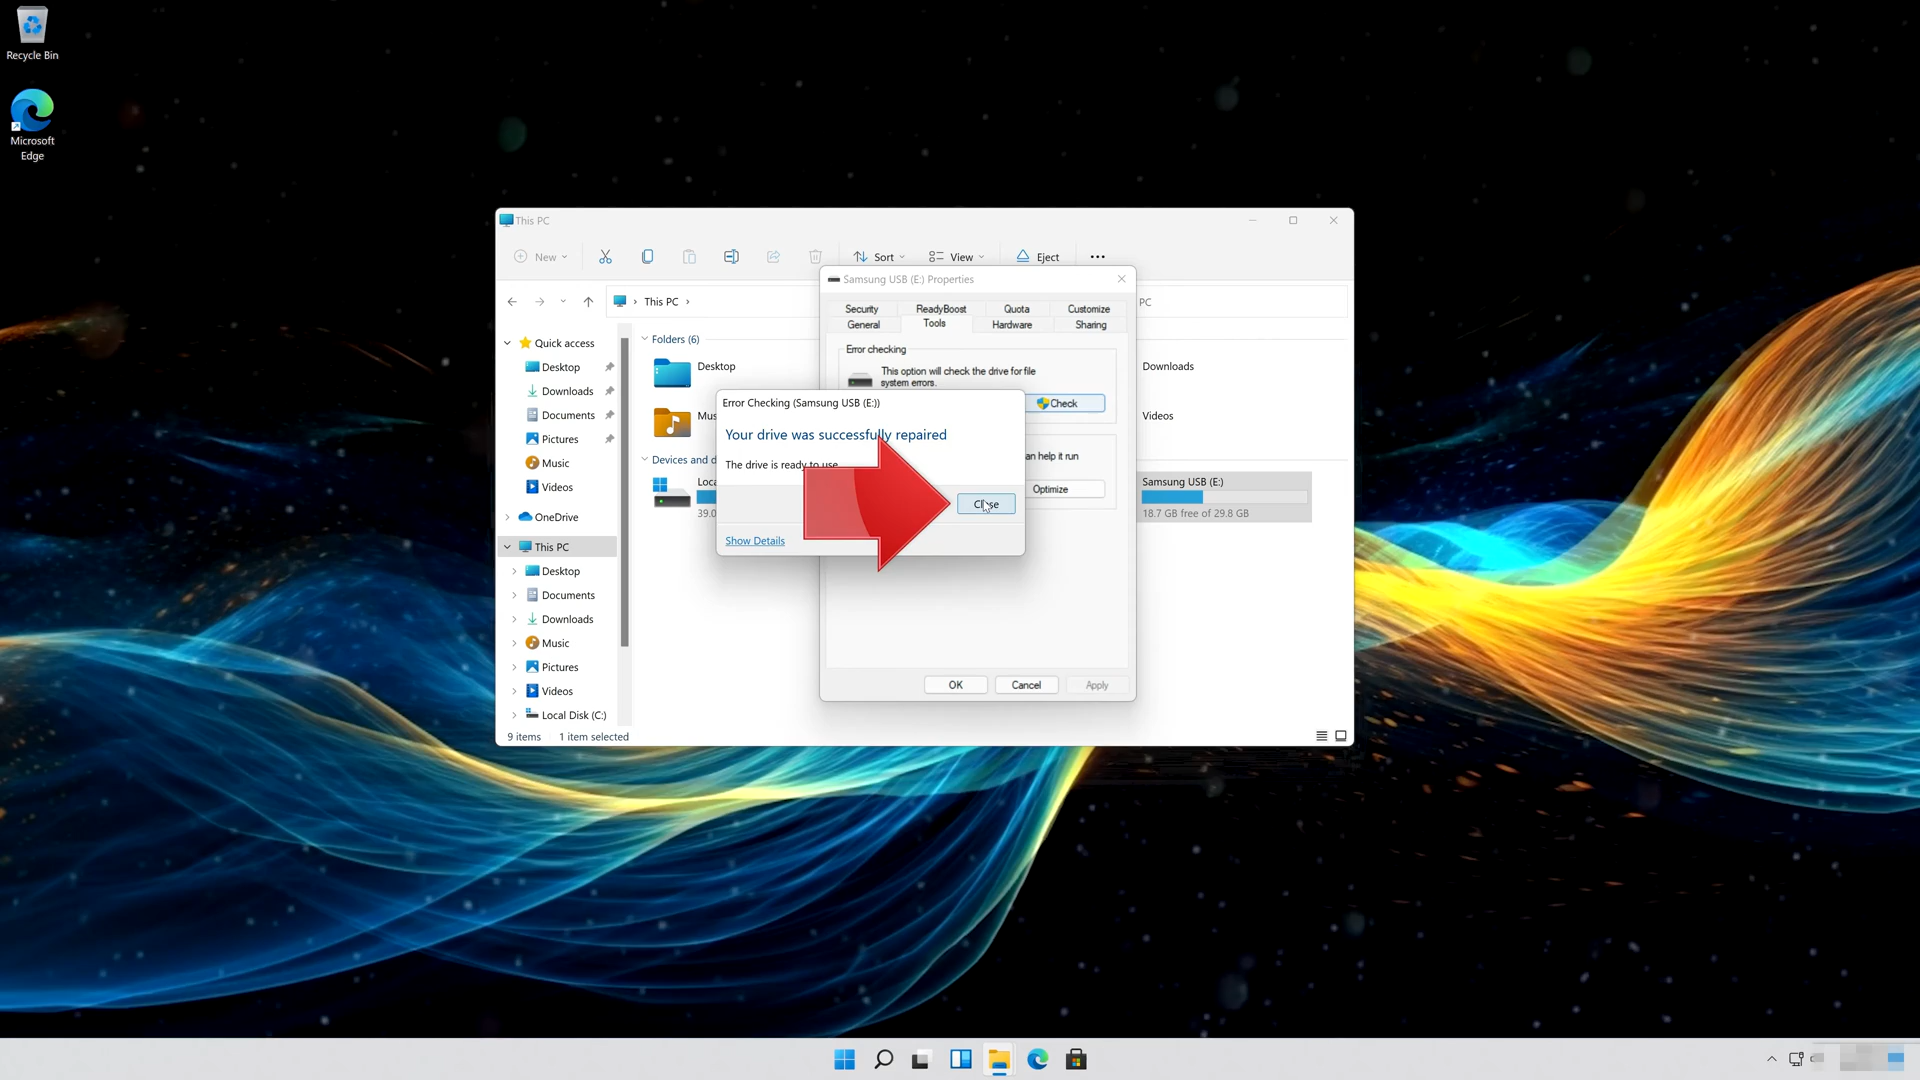 Recycle Bin
Microsoft
Edge
This PC
New
Sort
View
Eject
This PC
PC
Samsung USB (E:) Properties
Security
ReadyBoost
Quota
Customize
General
Tools
Hardware
Sharing
Error checking
This option will check the drive for file
system errors.
Check
an help it run
Optimize
OK
Cancel
Apply
Error Checking (Samsung USB (E:))
Your drive was successfully repaired
The drive is ready to use
Close
Show Details
Quick access
Desktop
Downloads
Documents
Pictures
Music
Videos
OneDrive
This PC
Desktop
Documents
Downloads
Music
Pictures
Videos
Local Disk (C:)
Folders (6)
Desktop
Downloads
Mus
Videos
Devices and d
Loca
39.0
Samsung USB (E:)
18.7 GB free of 29.8 GB
9 items
1 item selected